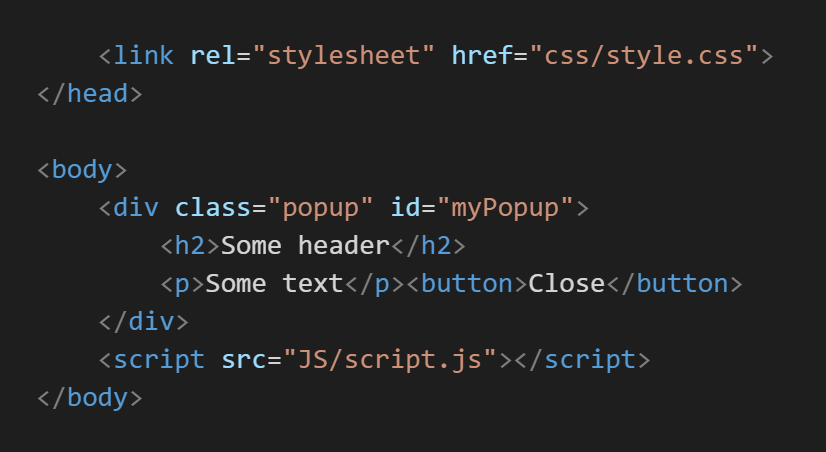 <link rel="stylesheet" href="css/style.css">
</head>
<body>
<div class="popup" id="myPopup">
<h2>Some header</h2>
<p>Some text</p><button>Close</button>
</div>
<script src="JS/script.js"></script>
</body>